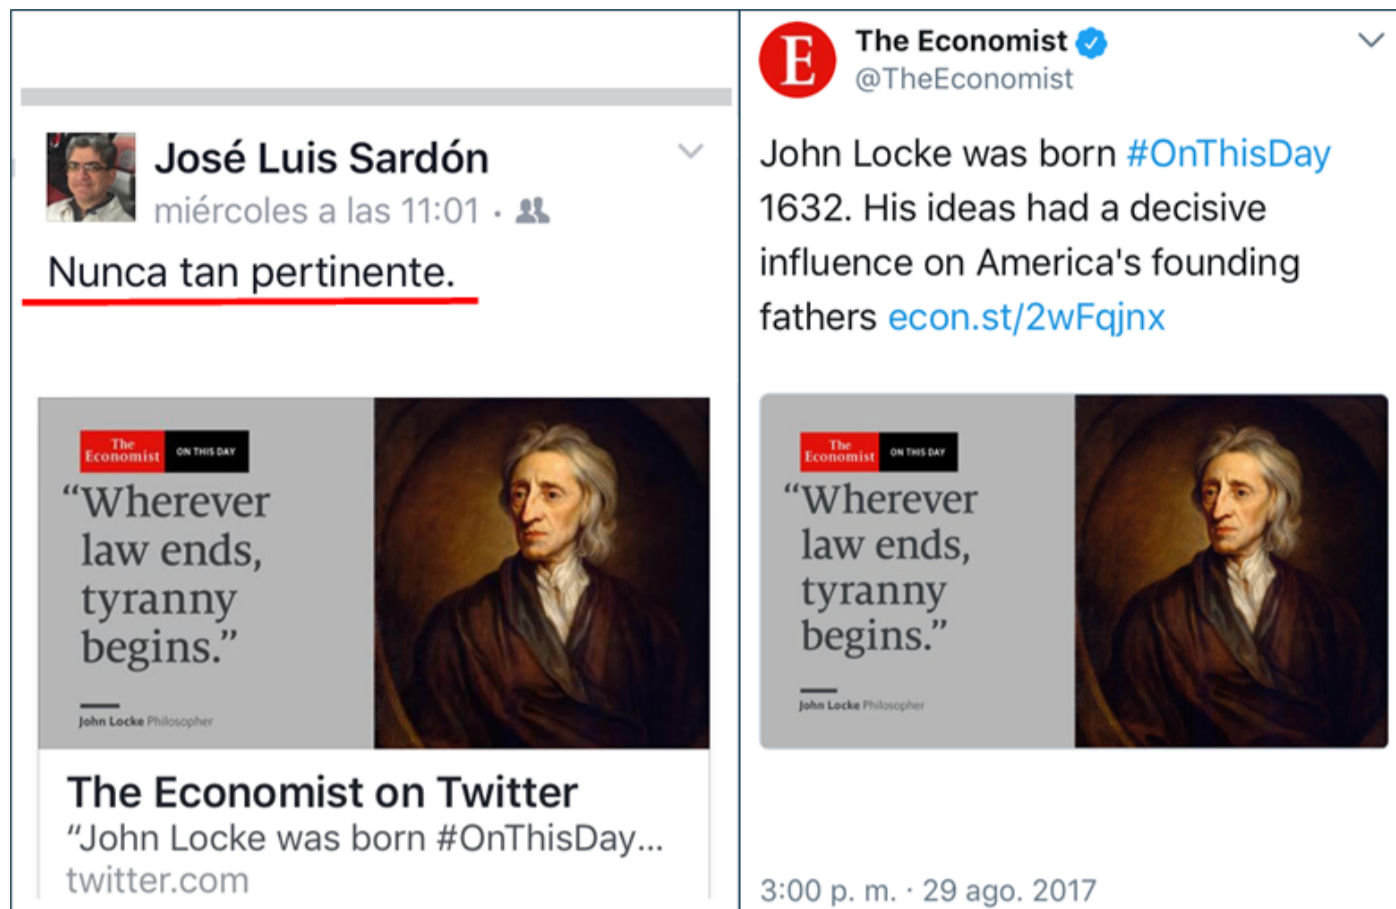 José Luis Sardón
miércoles a las 11:01 ·
Nunca tan pertinente.
The
Economist
ON THIS DAY
“Wherever
law ends,
tyranny
begins.”
John Locke Philosopher
The Economist on Twitter
“John Locke was born #OnThisDay...
twitter.com
E
The Economist
@TheEconomist
John Locke was born #OnThisDay
1632. His ideas had a decisive
influence on America's founding
fathers econ.st/2wFqjnx
The
Economist
ON THIS DAY
“Wherever
law ends,
tyranny
begins.”
John Locke Philosopher
3:00 p. m. · 29 ago. 2017